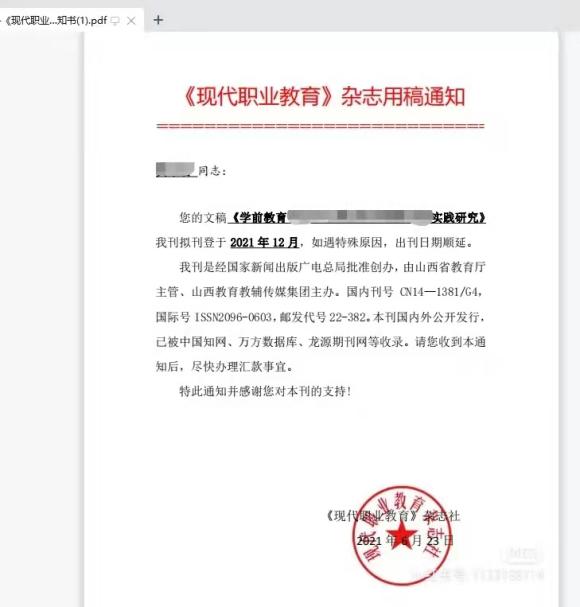 《现代职业...知书(1).pdf
《现代职业教育》杂志用稿通知
同志：
您的文稿《学前教育 实践研究》
我刊拟刊登于 2021 年 12 月，如遇特殊原因，出刊日期顺延。
我刊是经国家新闻出版广电总局批准创办，由山西省教育厅
主管、山西教育教辅传媒集团主办。国内刊号 CN14—1381/G4，
国际号 ISSN2096-0603，邮发代号 22-382。本刊国内外公开发行，
已被中国知网、万方数据库、龙源期刊网等收录。请您收到本通
知后，尽快办理汇款事宜。
特此通知并感谢您对本刊的支持！
《现代职业教育》杂志社
2021 年 6 月 23 日
现代职业教育杂志社